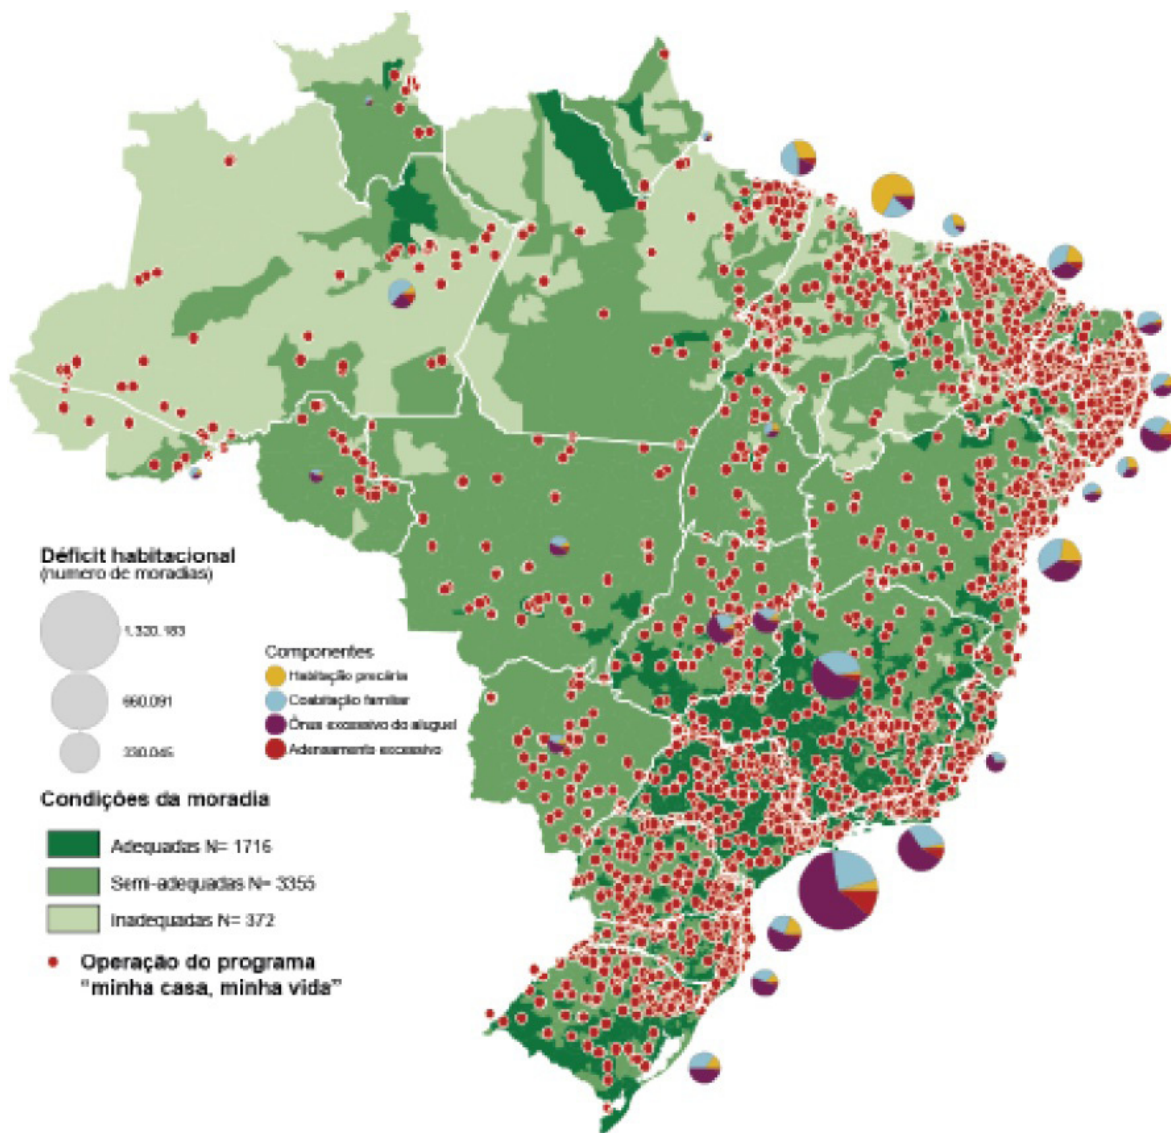 Déficit habitacional
(numero de moradias)
1.320.183
660.091
330.045
Componentes
Habitação precária
Coabitação familiar
Ônus excessivo do aluguel
Adensamento excessivo
Condições da moradia
Adequadas N= 1716
Semi-adequadas N= 3355
Inadequadas N= 372
Operação do programa
"minha casa, minha vida"